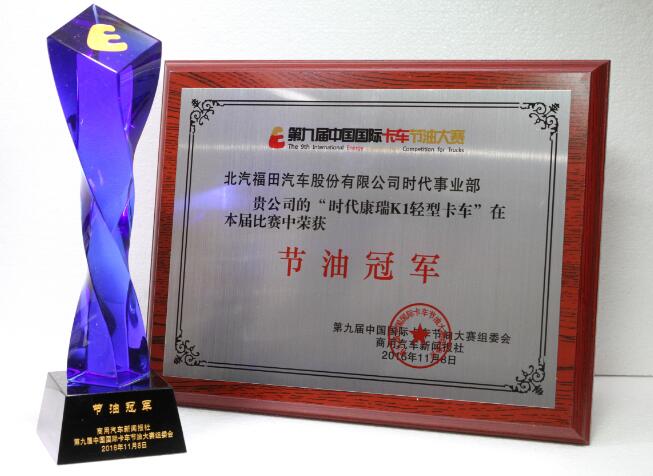 第九届中国国际卡车节油大赛
The 9th International Energy Competition for Trucks
北汽福田汽车股份有限公司时代事业部
贵公司的“时代康瑞K1轻型卡车”在
本届比赛中荣获
节油冠军
第九届中国国际卡车节油大赛组委会
商用汽车新闻报社
2016年11月8日
节油冠军
商用汽车新闻报社
第九届中国国际卡车节油大赛组委会
2016年11月8日